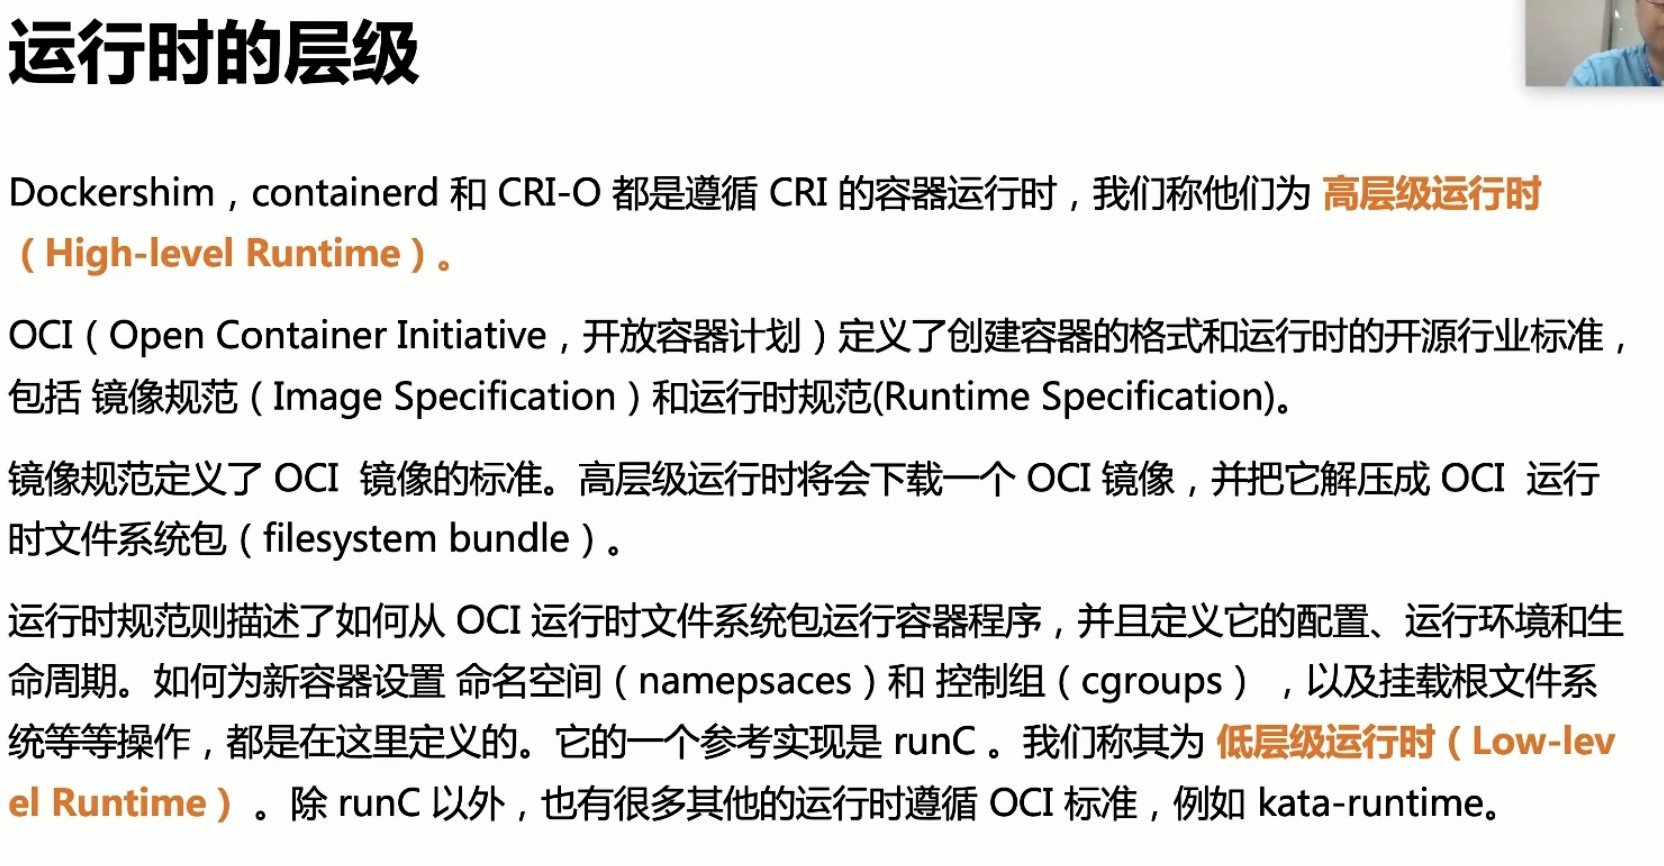 运行时的层级
Dockershim，containerd 和 CRI-O 都是遵循 CRI 的容器运行时，我们称他们为 高层级运行时
（High-level Runtime）。
OCI（Open Container Initiative，开放容器计划）定义了创建容器的格式和运行时的开源行业标准，
包括 镜像规范（Image Specification）和运行时规范(Runtime Specification)。
镜像规范定义了 OCI 镜像的标准。高层级运行时将会下载一个 OCI 镜像，并把它解压成 OCI 运行
时文件系统包（filesystem bundle）。
运行时规范则描述了如何从 OCI 运行时文件系统包运行容器程序，并且定义它的配置、运行环境和生
命周期。如何为新容器设置 命名空间（namepsaces）和 控制组（cgroups），以及挂载根文件系
统等等操作，都是在这里定义的。它的一个参考实现是 runC 。我们称其为 低层级运行时（Low-lev
el Runtime）。除 runC 以外，也有很多其他的运行时遵循 OCI 标准，例如 kata-runtime。